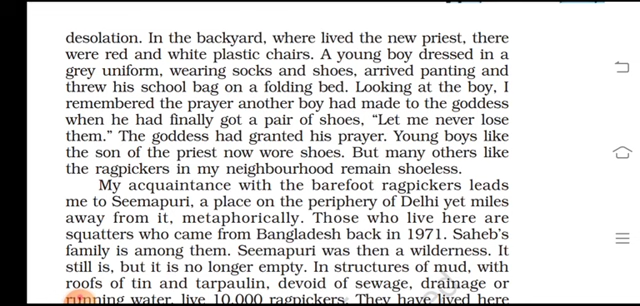 desolation. In the backyard, where lived the new priest, there
were red and white plastic chairs. A young boy dressed in a
grey uniform, wearing socks and shoes, arrived panting and
threw his school bag on a folding bed. Looking at the boy, I
remembered the prayer another boy had made to the goddess
when he had finally got a pair of shoes, “Let me never lose
them.” The goddess had granted his prayer. Young boys like
the son of the priest now wore shoes. But many others like
the ragpickers in my neighbourhood remain shoeless.
My acquaintance with the barefoot ragpickers leads
me to Seemapuri, a place on the periphery of Delhi yet miles
away from it, metaphorically. Those who live here are
squatters who came from Bangladesh back in 1971. Saheb’s
family is among them. Seemapuri was then a wilderness. It
still is, but it is no longer empty. In structures of mud, with
roofs of tin and tarpaulin, devoid of sewage, drainage or
running water, live 10,000 ragpickers. They have lived here